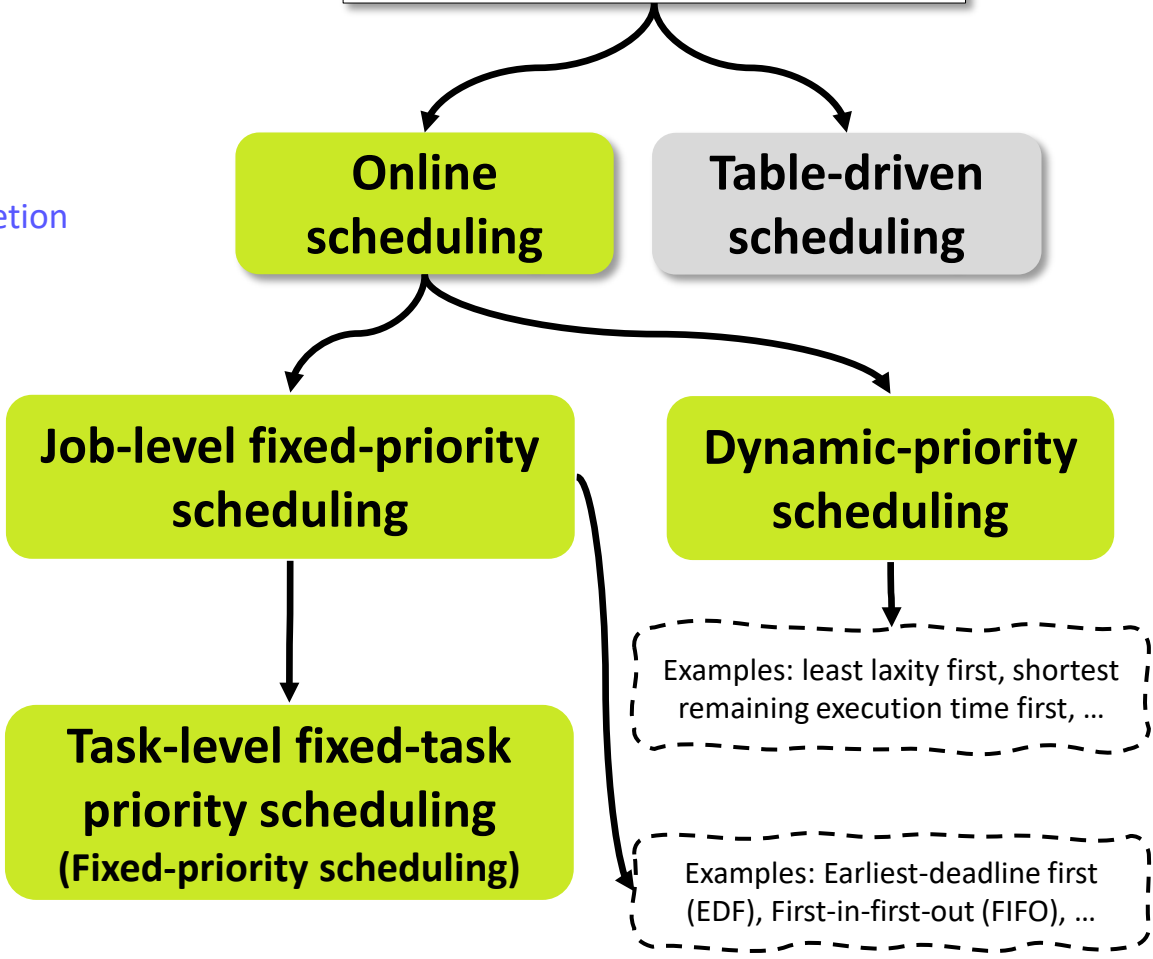 Online
scheduling
Table-driven
scheduling
etion
Job-level fixed-priority
scheduling
Dynamic-priority
scheduling
Examples: least laxity first, shortest
remaining execution time first, …
Task-level fixed-task
priority scheduling
(Fixed-priority scheduling)
Examples: Earliest-deadline first
(EDF), First-in-first-out (FIFO), …